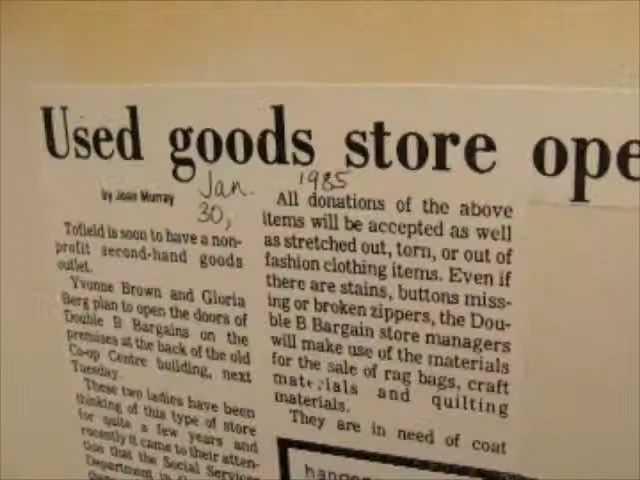 Used goods store ope
by Joan Murray
Jan. 1985
30,
Tofield is soon to have a non-
profit second-hand goods
outlet.
Yvonne Brown and Gloria
Berg plan to open the doors of
Double B Bargains on the
premises at the back of the old
Co-op Centre building, next
Tuesday.
These two ladies have been
thinking of this type of store
for quite a few years and
recently it came to their atten-
tion that the Social Services
Department in
All donations of the above
items will be accepted as well
as stretched out, torn, or out of
fashion clothing items. Even if
there are stains, buttons miss-
ing or broken zippers, the Dou-
ble B Bargain store managers
will make use of the materials
for the sale of rag bags, craft
materials and quilting
materials.
They are in need of coat